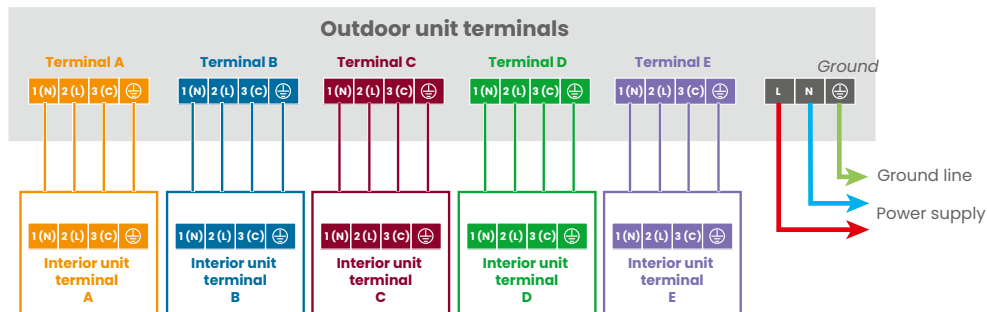 Outdoor unit terminals
Terminal A
Terminal B
Terminal C
Terminal D
Terminal E
Ground
1 (N) 2 (L) 3 (C)
1 (N) 2 (L) 3 (C)
1 (N) 2 (L) 3 (C)
1 (N) 2 (L) 3 (C)
1 (N) 2 (L) 3 (C)
L N
Ground line
Power supply
1 (N) 2 (L) 3 (C)
Interior unit
terminal
A
1 (N) 2 (L) 3 (C)
Interior unit
terminal
B
1 (N) 2 (L) 3 (C)
Interior unit
terminal
C
1 (N) 2 (L) 3 (C)
Interior unit
terminal
D
1 (N) 2 (L) 3 (C)
Interior unit
terminal
E